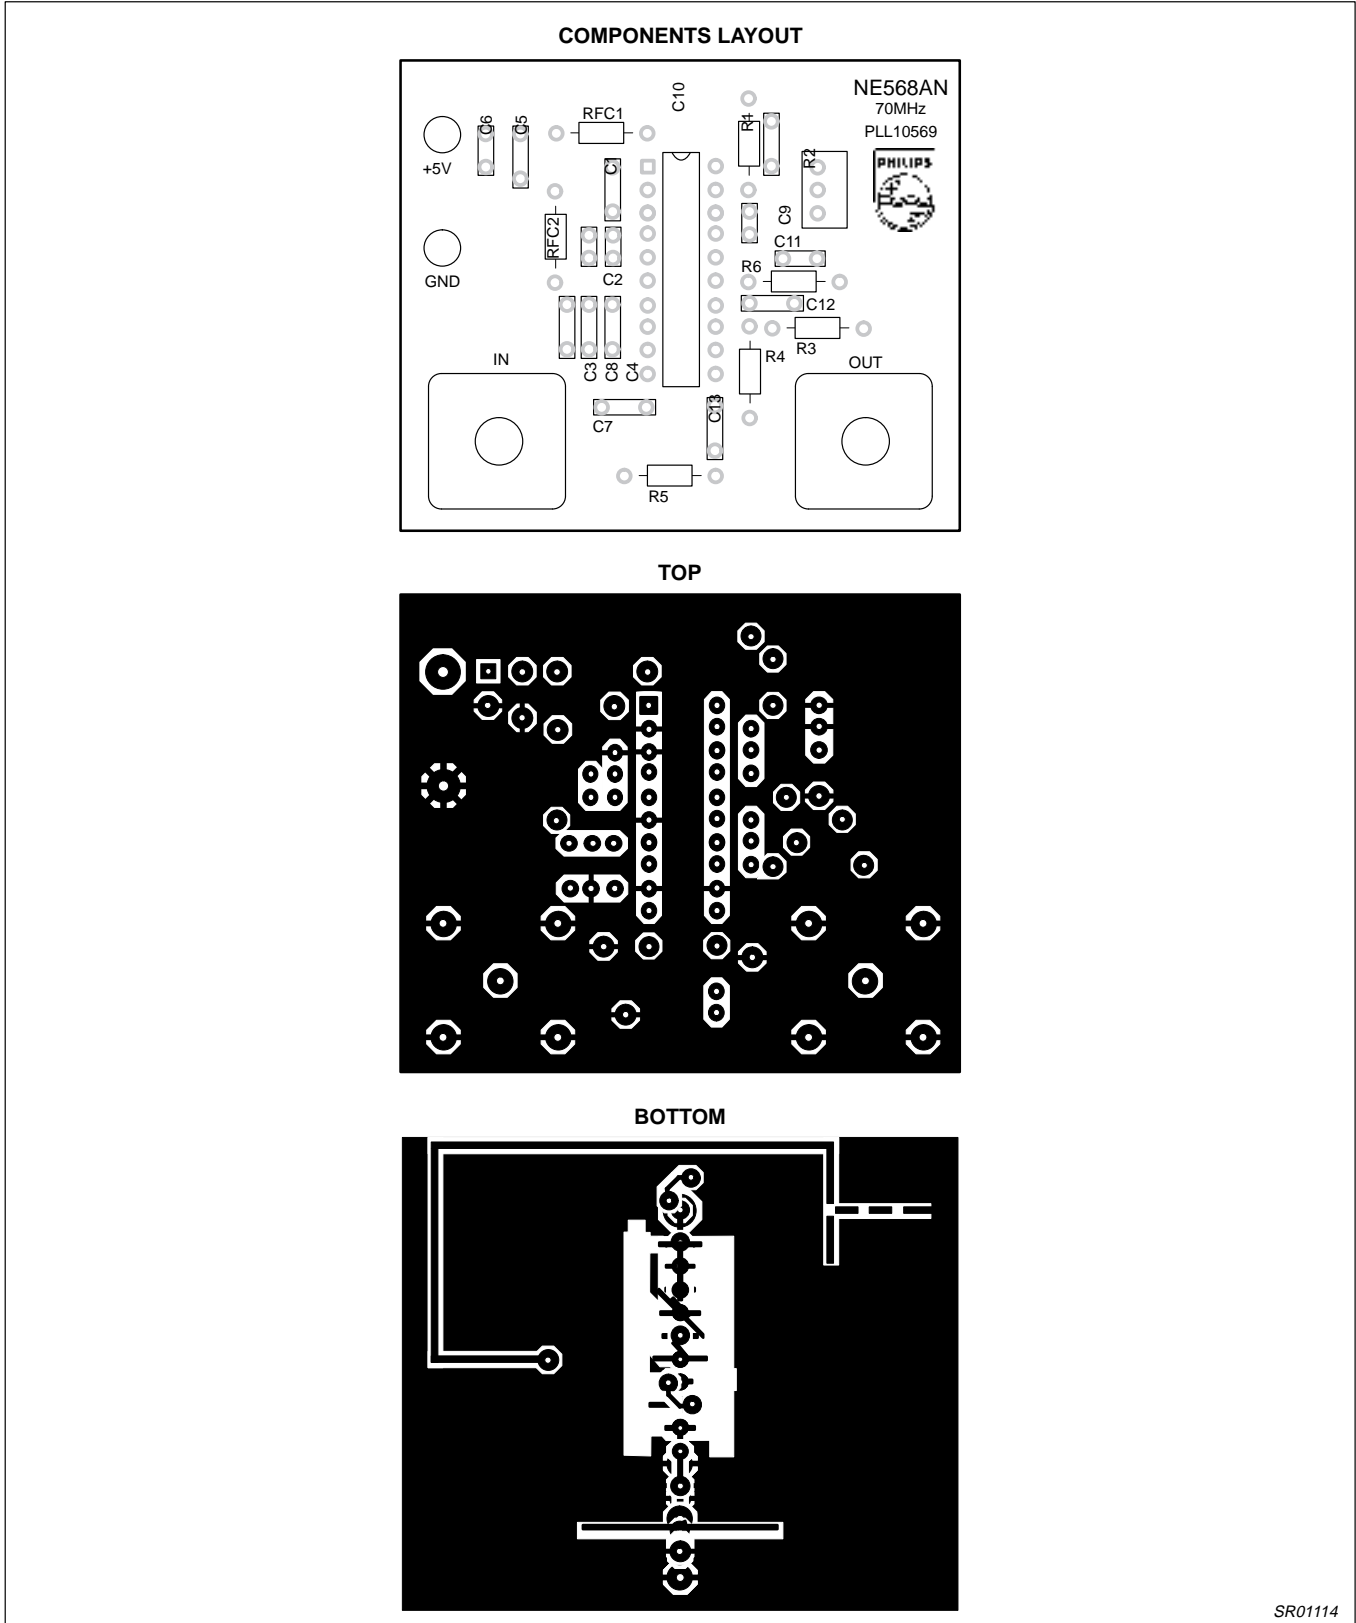 COMPONENTS LAYOUT
C10
NE568AN
70MHz
PLL10569
PHILIPS
RFC1
C6
C5
R1
R2
+5V
C1
C9
RFC2
C11
GND
C2
R6
C12
R3
R4
IN
OUT
C3
C8
C4
C7
C13
R5
TOP
BOTTOM
SR01114